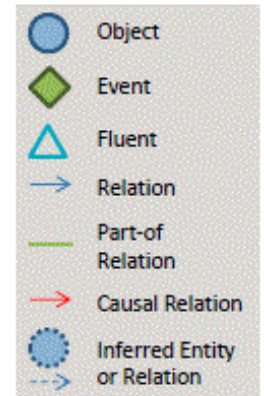 Object
Event
Fluent
Relation
Part-of
Relation
Causal Relation
Inferred Entity
or Relation